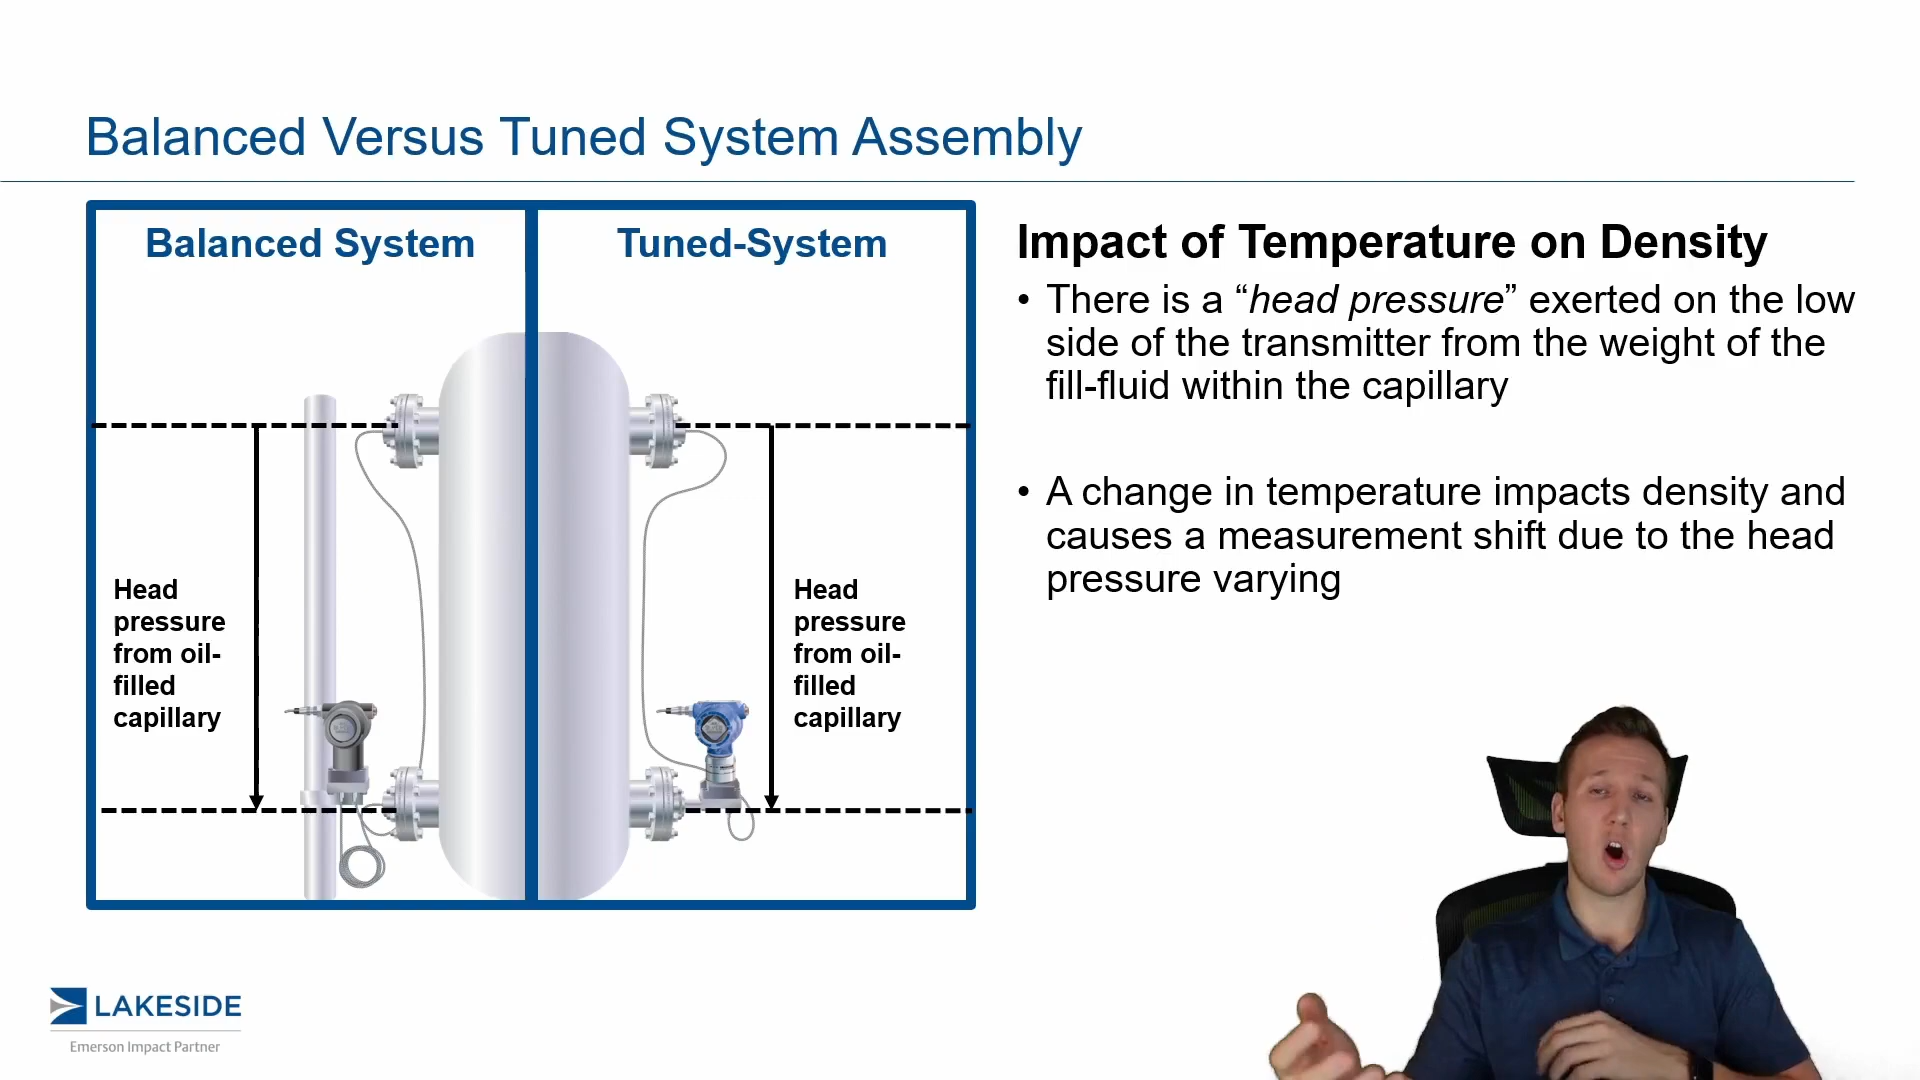 Balanced Versus Tuned System Assembly
Balanced System
Tuned-System
Head
pressure
from oil-
filled
capillary
Head
pressure
from oil-
filled
capillary
Impact of Temperature on Density
• There is a “head pressure” exerted on the low
side of the transmitter from the weight of the
fill-fluid within the capillary
• A change in temperature impacts density and
causes a measurement shift due to the head
pressure varying
LAKESIDE
Emerson Impact Partner